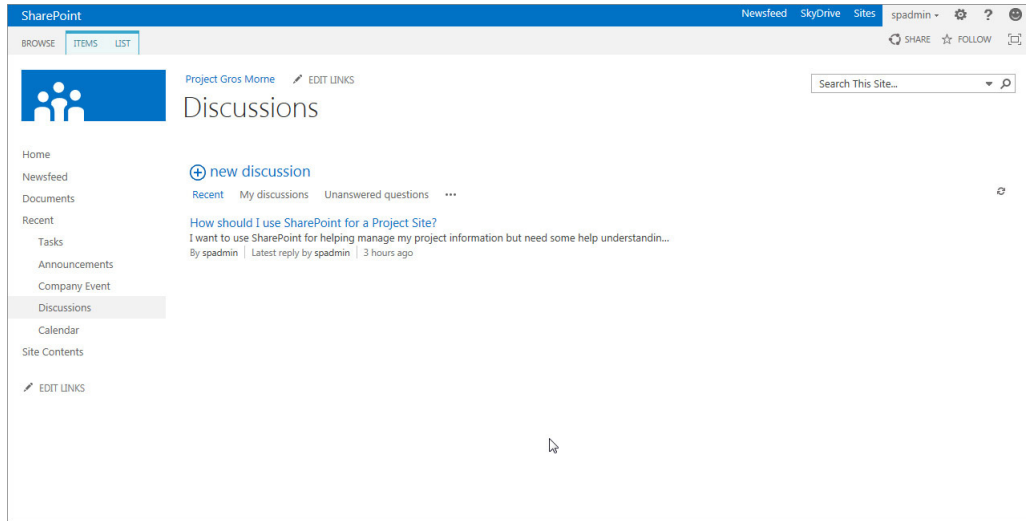 SharePoint
Newsfeed SkyDrive Sites spadmin ?
BROWSE ITEMS LIST
SHARE FOLLOW
Project Gros Morne EDIT LINKS
Search This Site...
Discussions
Home
Newsfeed
Documents
Recent
Tasks
Announcements
Company Event
Discussions
Calendar
Site Contents
EDIT LINKS
new discussion
Recent My discussions Unanswered questions ...
How should I use SharePoint for a Project Site?
I want to use SharePoint for helping manage my project information but need some help understandin...
By spadmin | Latest reply by spadmin | 3 hours ago